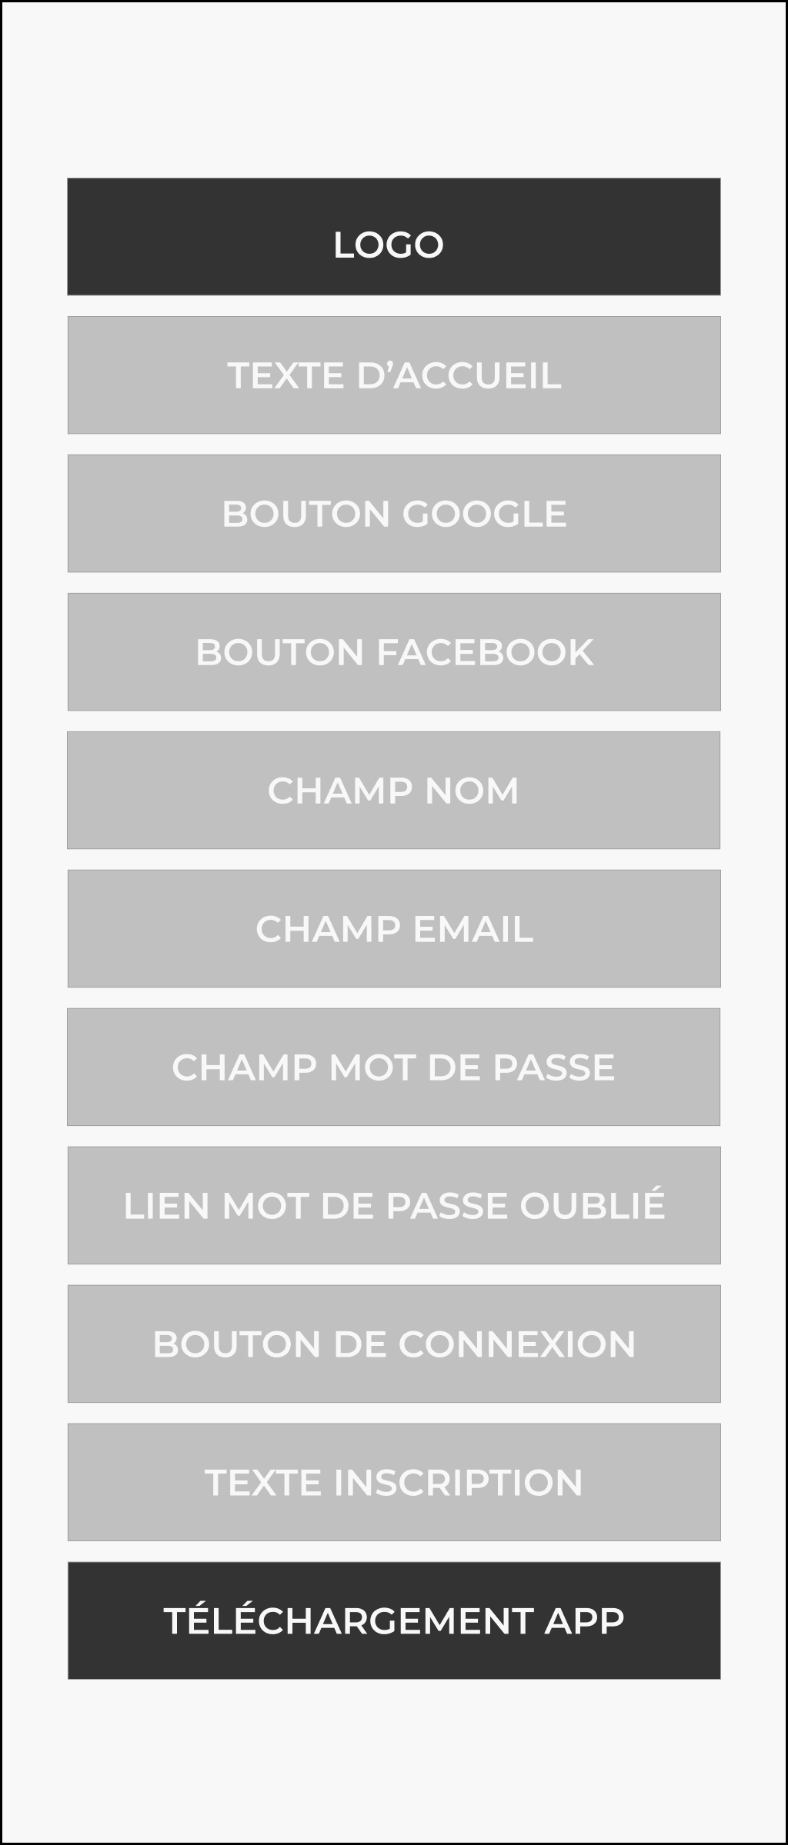 LOGO
TEXTE D’ACCUEIL
BOUTON GOOGLE
BOUTON FACEBOOK
CHAMP NOM
CHAMP EMAIL
CHAMP MOT DE PASSE
LIEN MOT DE PASSE OUBLIÉ
BOUTON DE CONNEXION
TEXTE INSCRIPTION
TÉLÉCHARGEMENT APP